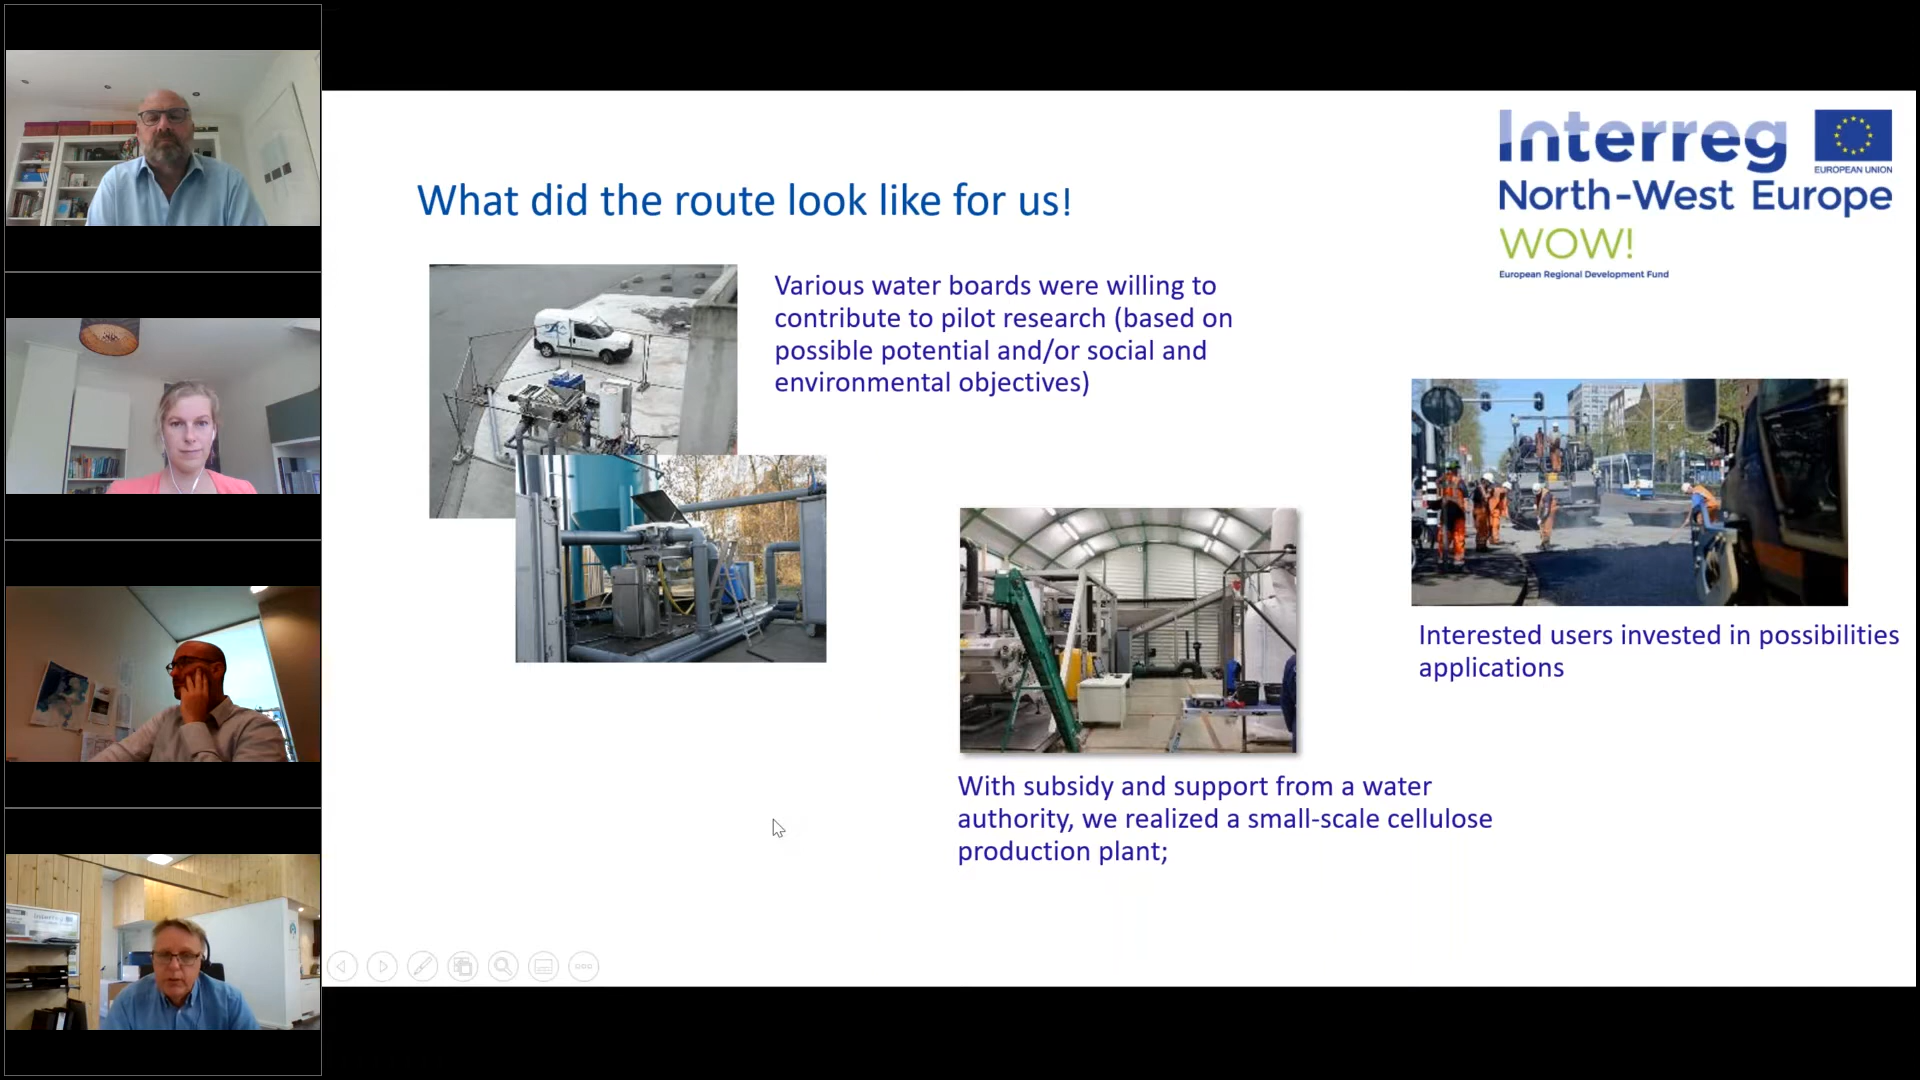 What did the route look like for us!
Interreg
EUROPEAN UNION
North-West Europe
WOW!
European Regional Development Fund
Various water boards were willing to
contribute to pilot research (based on
possible potential and/or social and
environmental objectives)
Interested users invested in possibilities
applications
With subsidy and support from a water
authority, we realized a small-scale cellulose
production plant;